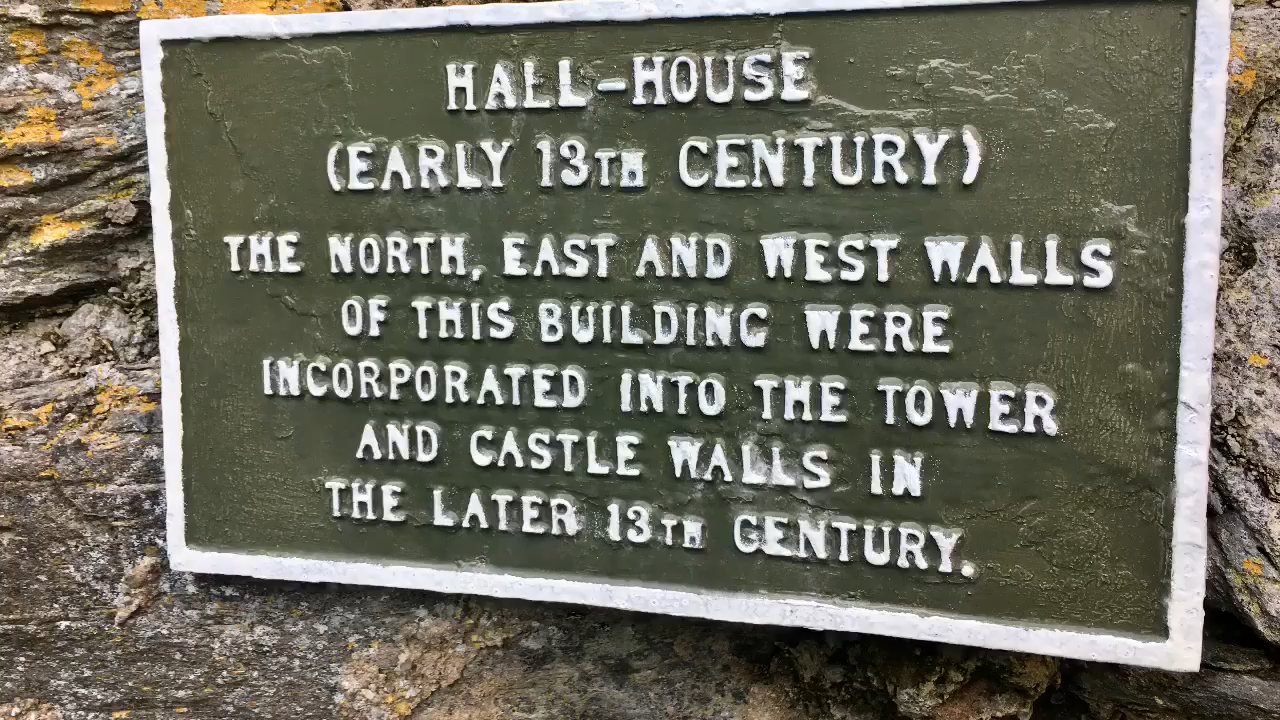 HALL-HOUSE
(EARLY 13TH CENTURY)
THE NORTH, EAST AND WEST WALLS
OF THIS BUILDING WERE
INCORPORATED INTO THE TOWER
AND CASTLE WALLS IN
THE LATER 13TH CENTURY.